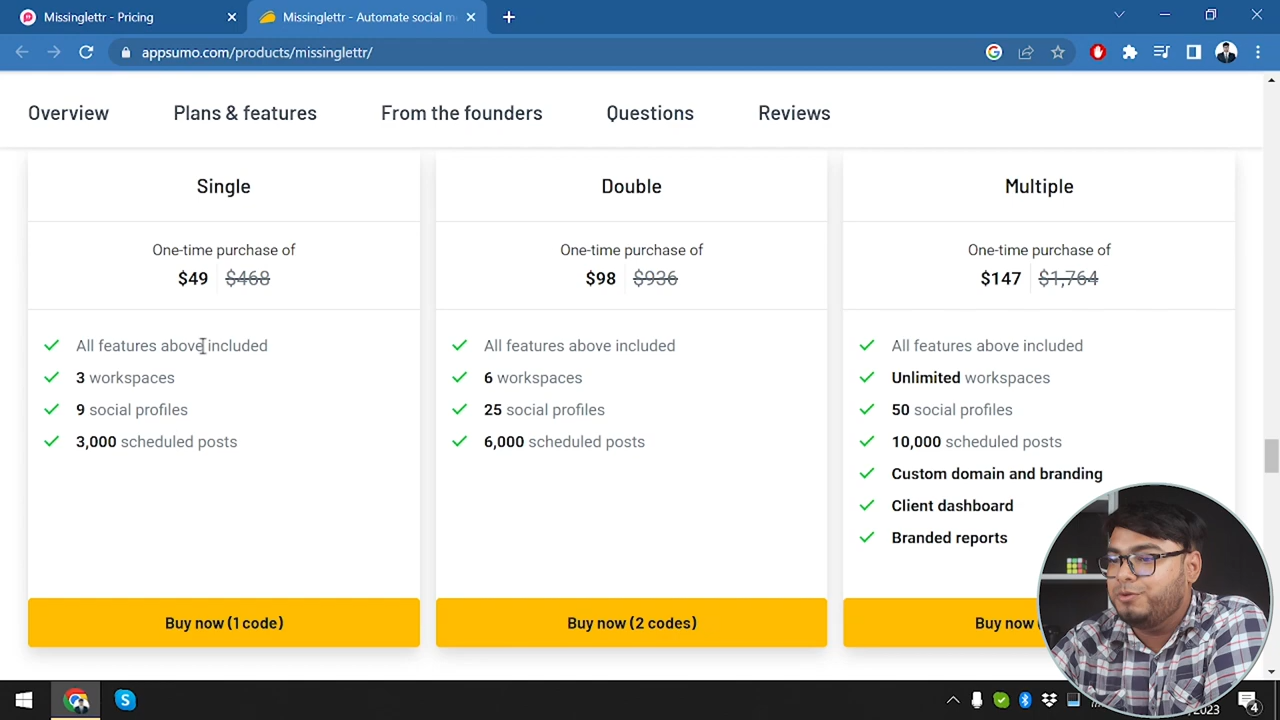 Missinglettr - Pricing
Missinglettr - Automate social m
appsumo.com/products/missinglettr/
Overview
Plans & features
From the founders
Questions
Reviews
Single
One-time purchase of
$49 $468
All features above included
3 workspaces
9 social profiles
3,000 scheduled posts
Buy now (1 code)
Double
One-time purchase of
$98 $936
All features above included
6 workspaces
25 social profiles
6,000 scheduled posts
Buy now (2 codes)
Multiple
One-time purchase of
$147 $1,764
All features above included
Unlimited workspaces
50 social profiles
10,000 scheduled posts
Custom domain and branding
Client dashboard
Branded reports
Buy now
2023
4